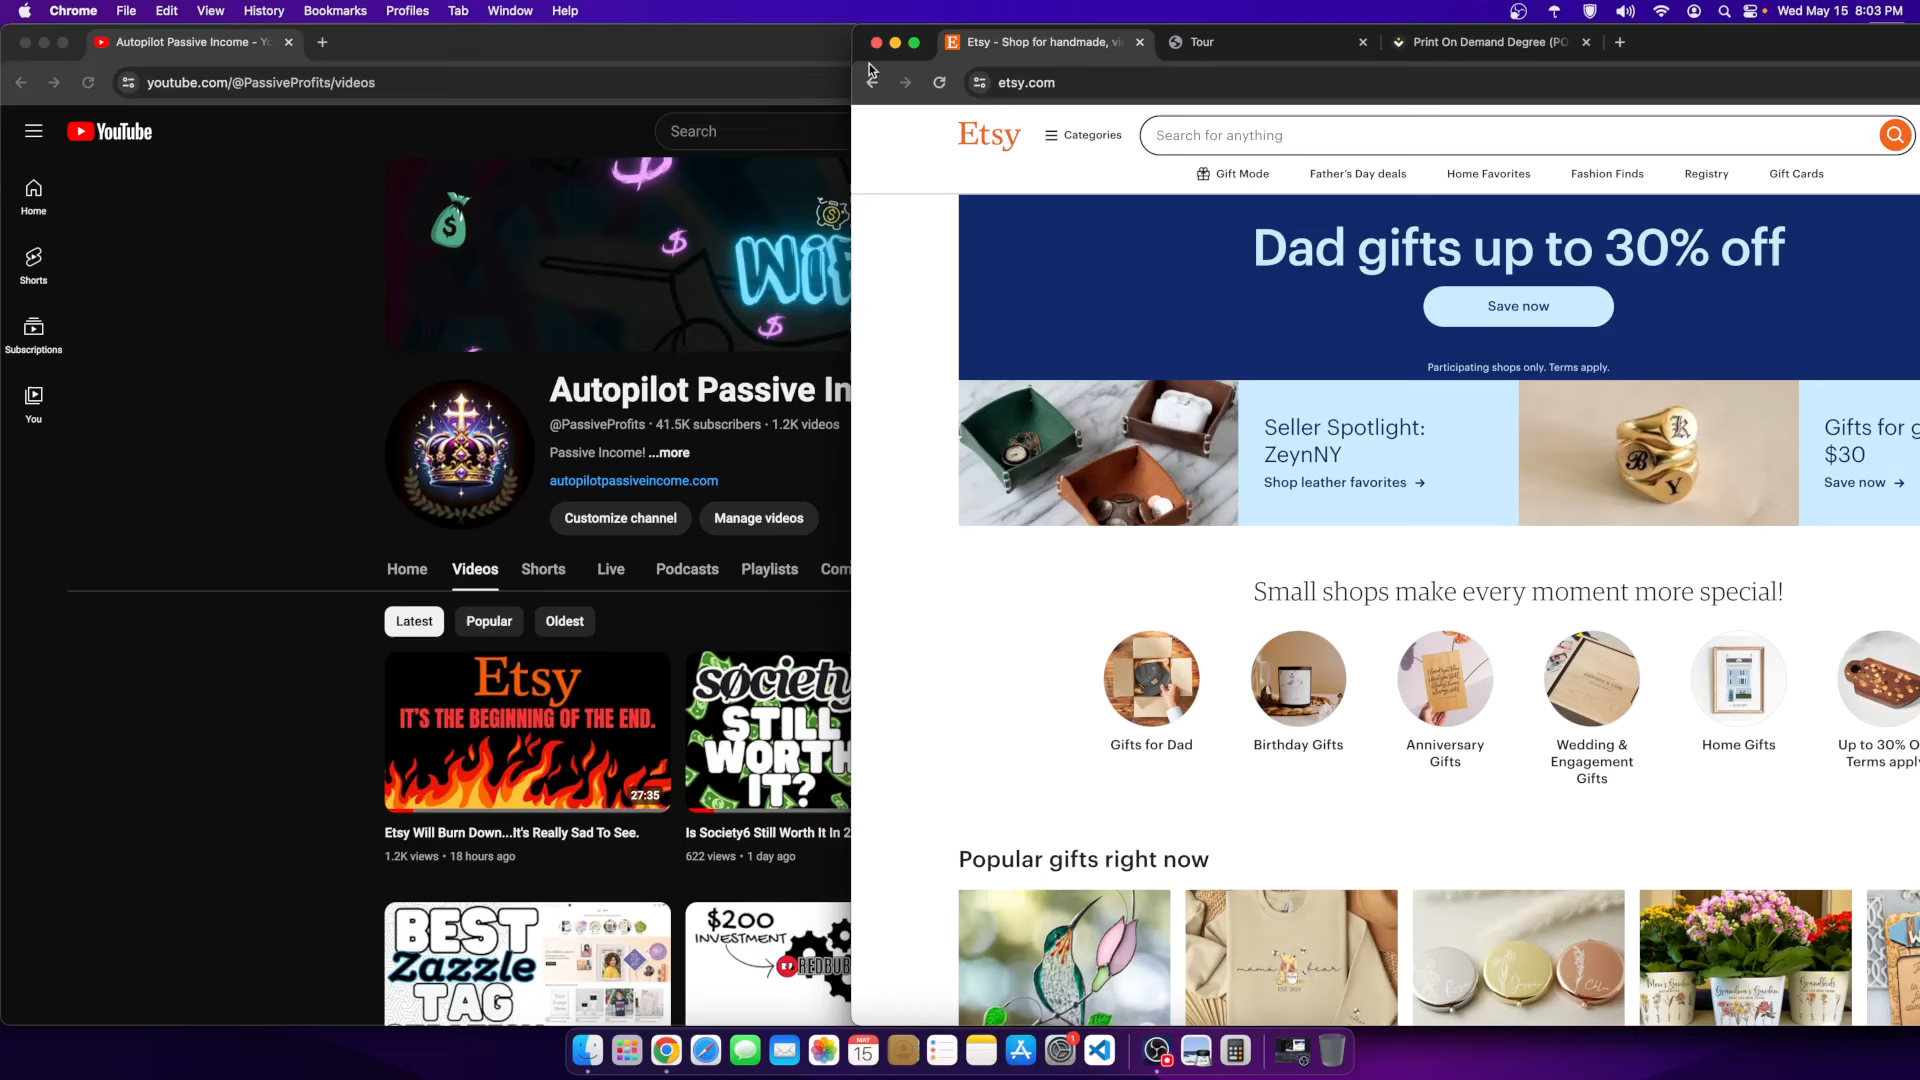 Chrome File Edit View History Bookmarks Profiles Tab Window Help
Wed May 15 8:03 PM
Autopilot Passive Income - Yo
youtube.com/@PassiveProfits/videos
YouTube
Search
Home
Shorts
Subscriptions
You
Autopilot Passive In
@PassiveProfits · 41.5K subscribers · 1.2K videos
Passive Income! ...more
autopilotpassiveincome.com
Customize channel
Manage videos
Home Videos Shorts Live Podcasts Playlists Com
Latest Popular Oldest
Etsy
IT'S THE BEGINNING OF THE END.
27:35
Etsy Will Burn Down...It's Really Sad To See.
1.2K views · 18 hours ago
society
STILL
WORTH
IT?
Is Society6 Still Worth It In 2
622 views · 1 day ago
BEST
Zazzle
TAG
$200
INVESTMENT
REDBUB
Etsy - Shop for handmade, vi
Tour
Print On Demand Degree (PO
etsy.com
Etsy
Categories
Search for anything
Gift Mode
Father's Day deals
Home Favorites
Fashion Finds
Registry
Gift Cards
Dad gifts up to 30% off
Save now
Participating shops only. Terms apply.
Seller Spotlight:
ZeynNY
Shop leather favorites →
K
B
Y
Gifts for g
$30
Save now →
Small shops make every moment more special!
Gifts for Dad
Birthday Gifts
Anniversary
Gifts
Wedding &
Engagement
Gifts
Home Gifts
Up to 30% O
Terms apply
Popular gifts right now
mama bear
MAY
15
1